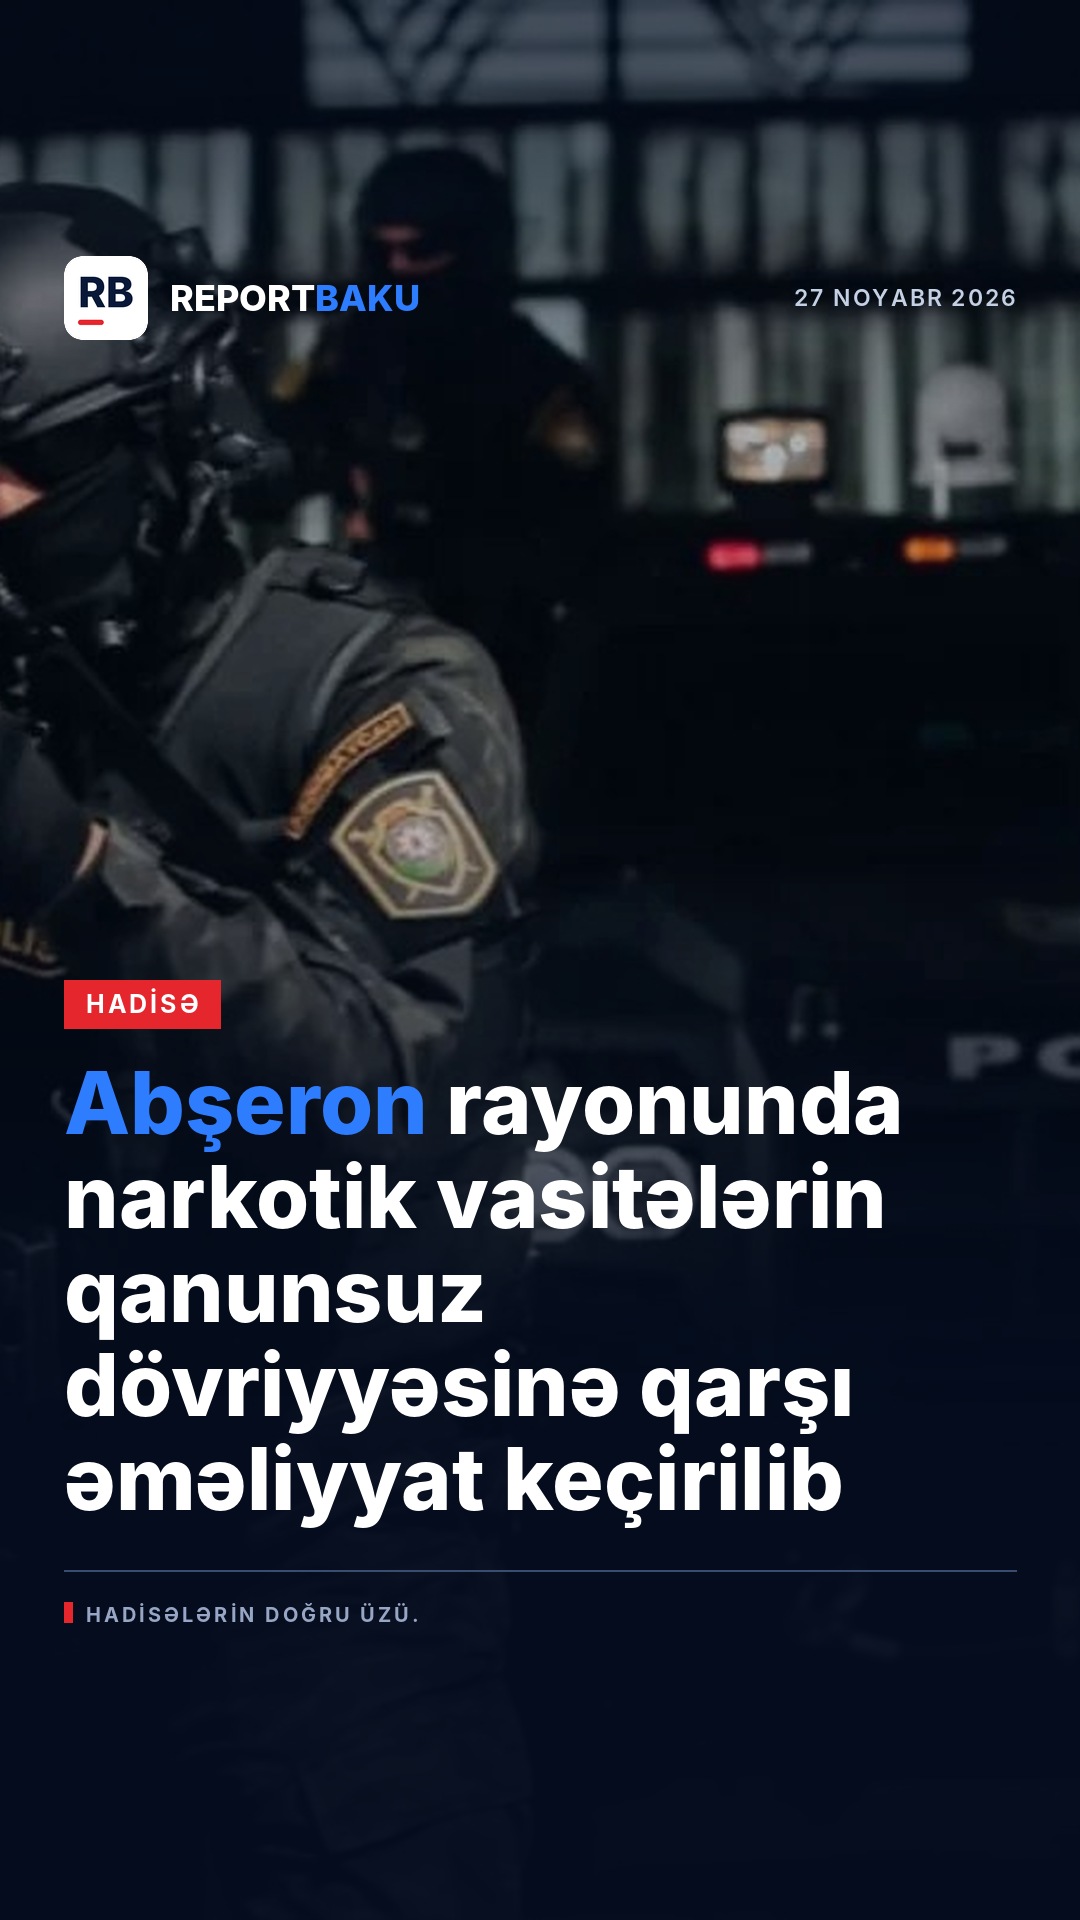 RB
REPORTBAKU
27 NOYABR 2026
AZƏRBAYCAN
HADİSƏ
Abşeron rayonunda
narkotik vasitələrin
qanunsuz
dövriyyəsinə qarşı
əməliyyat keçirilib
HADİSƏLƏRİN DOĞRU ÜZÜ.